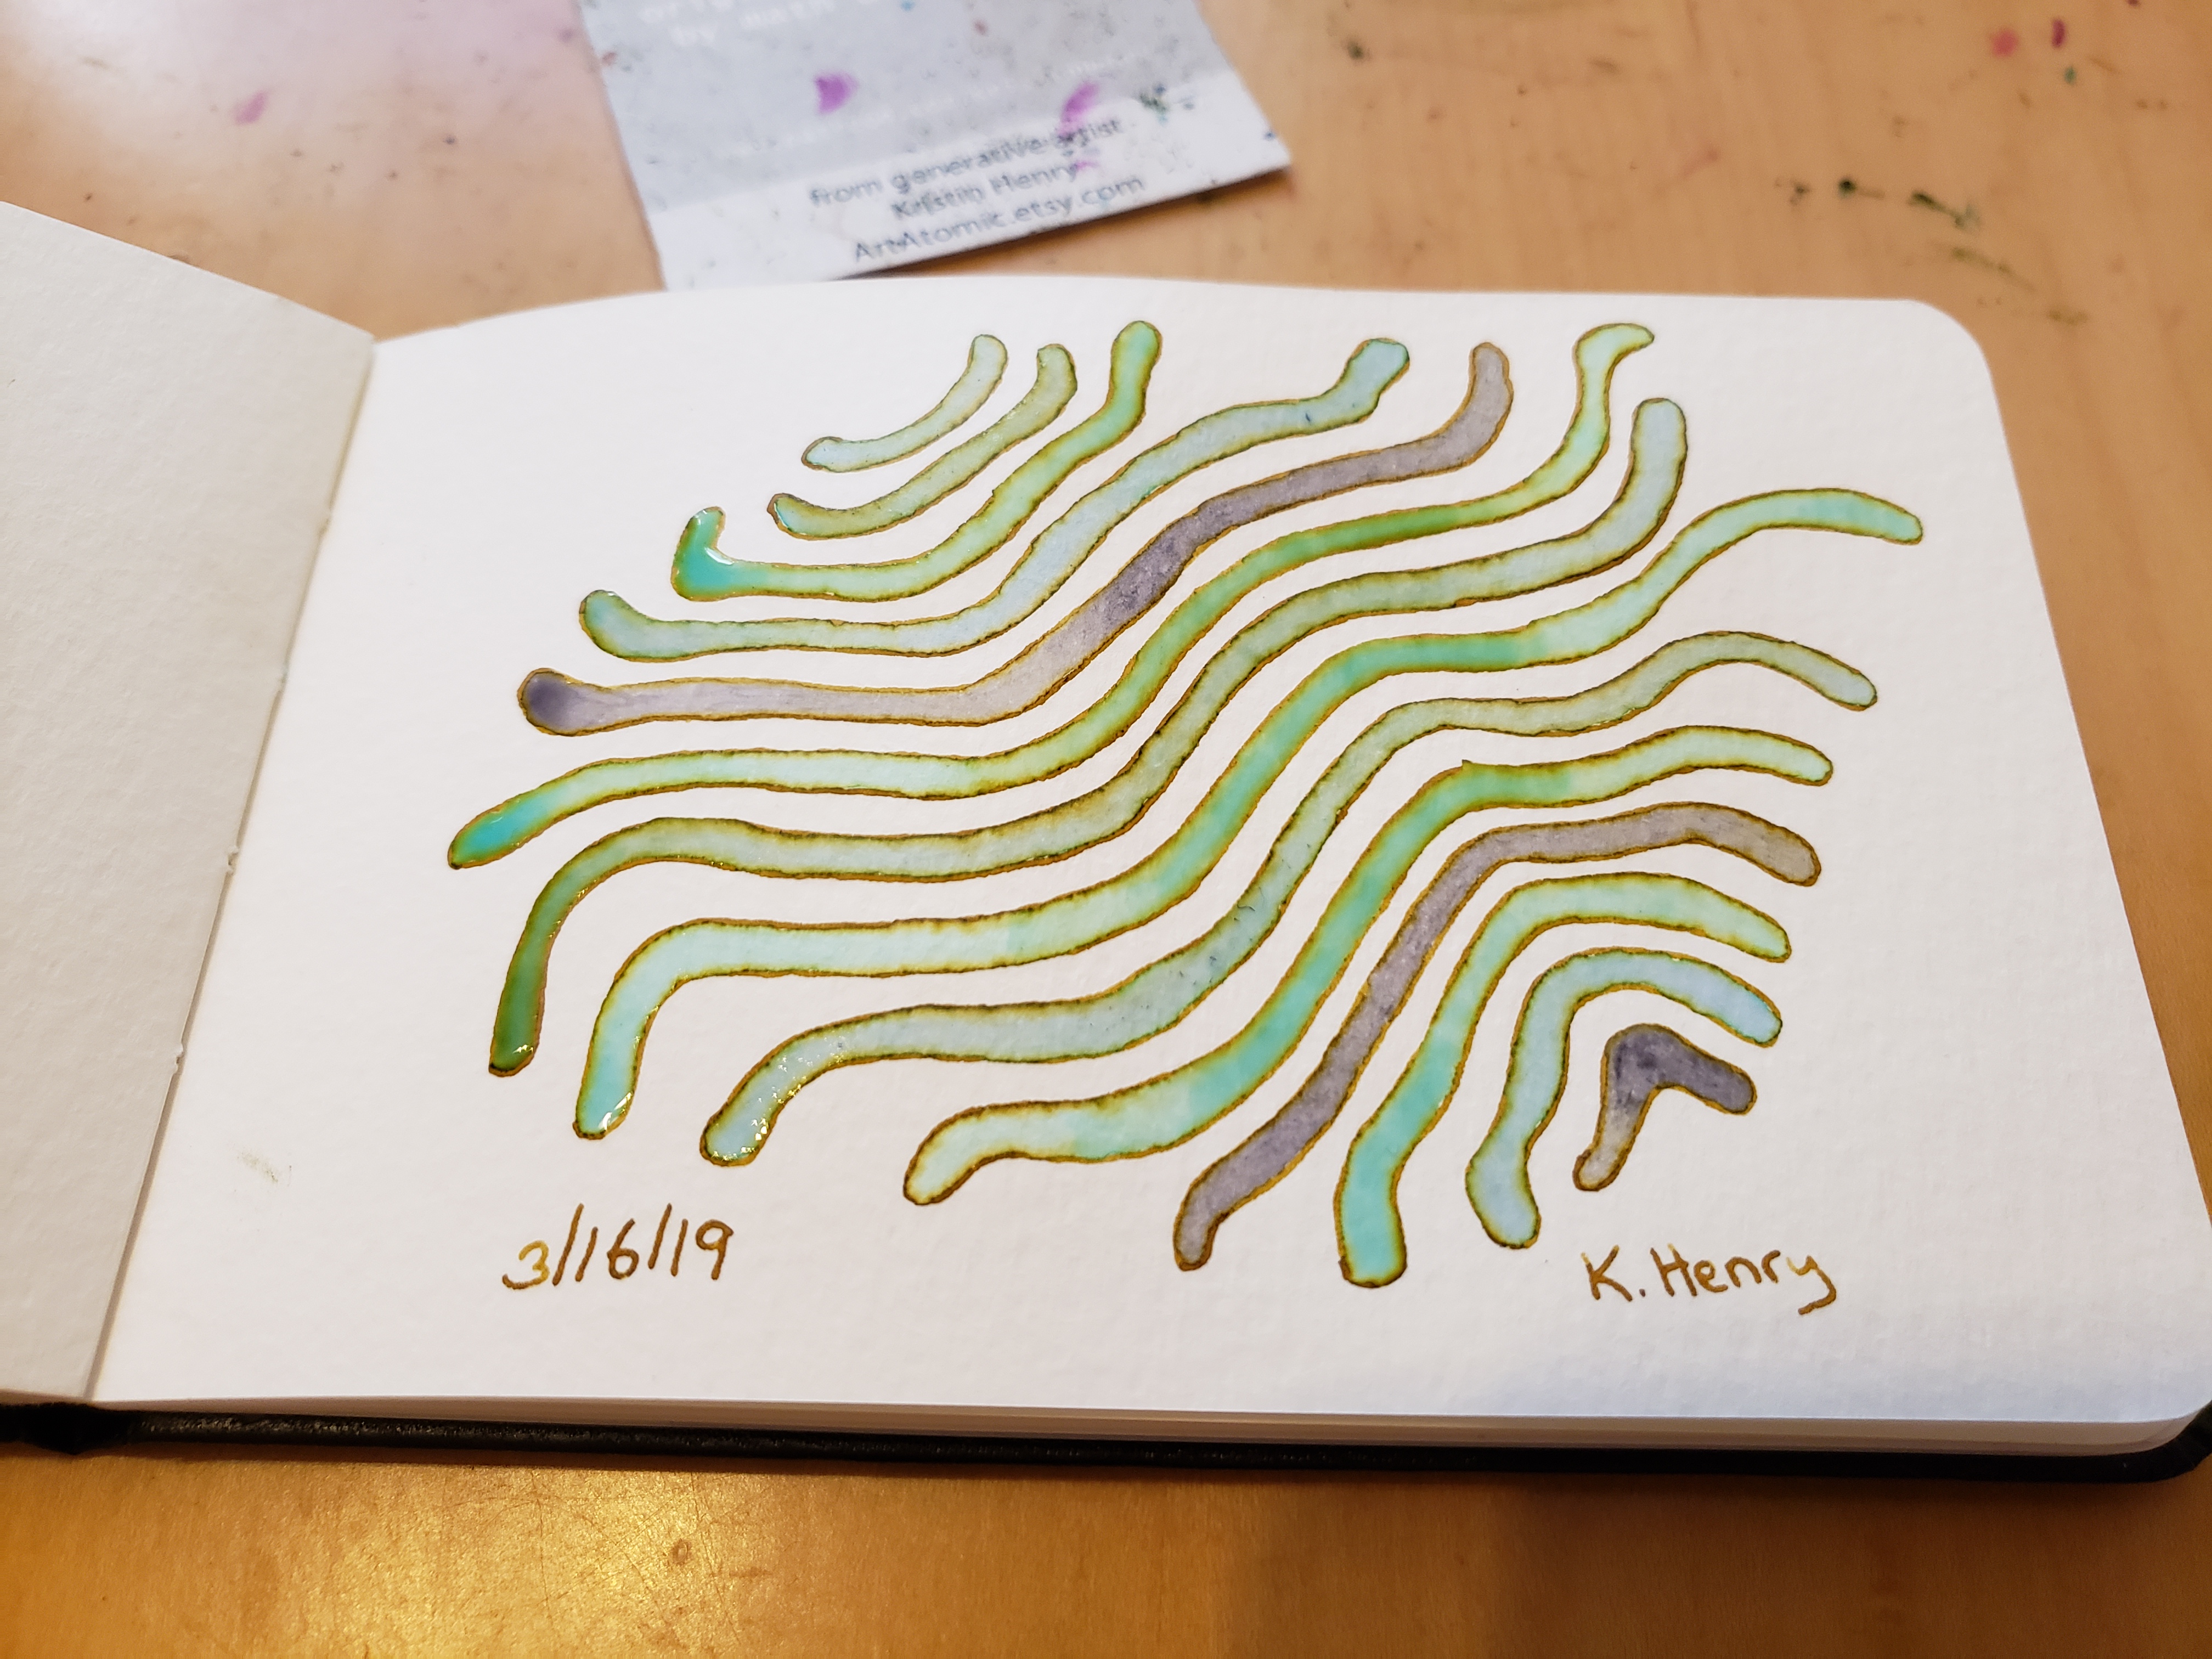 from generative artist
Kristin Henry
ArtAtomic.etsy.com
3/16/19
K. Henry